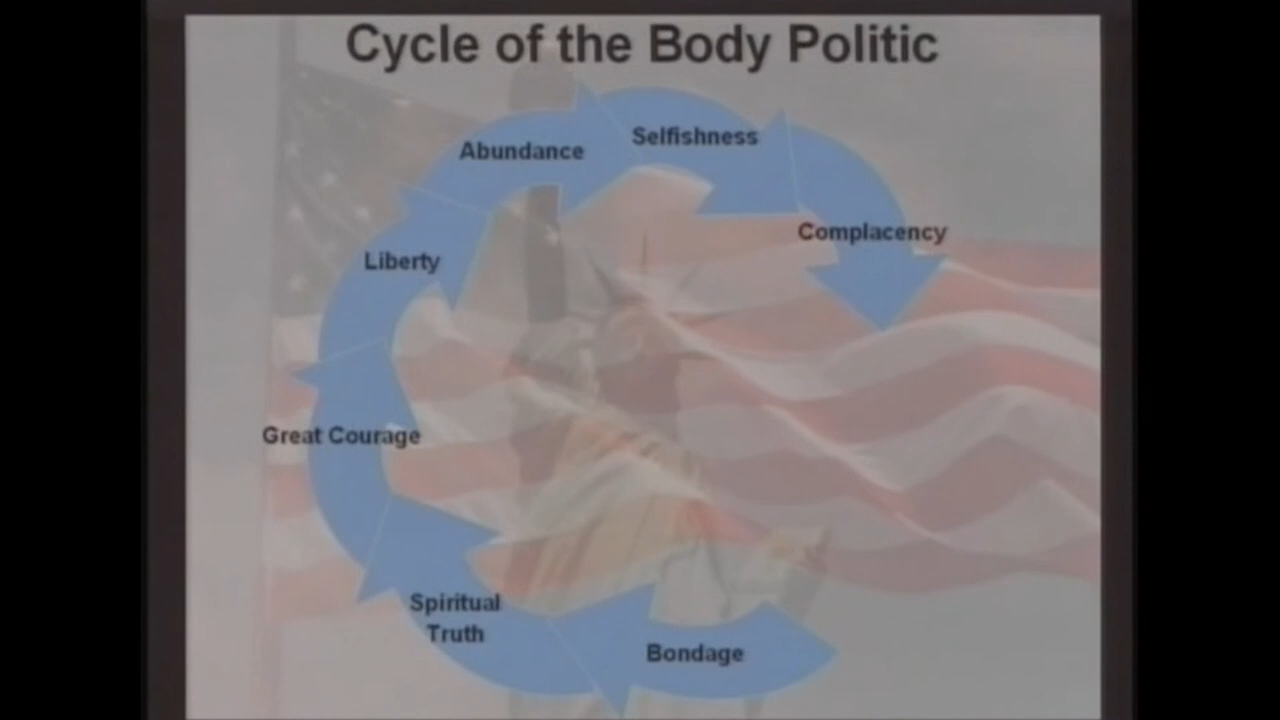 Cycle of the Body Politic
Selfishness
Abundance
Complacency
Liberty
Great Courage
Spiritual
Truth
Bondage